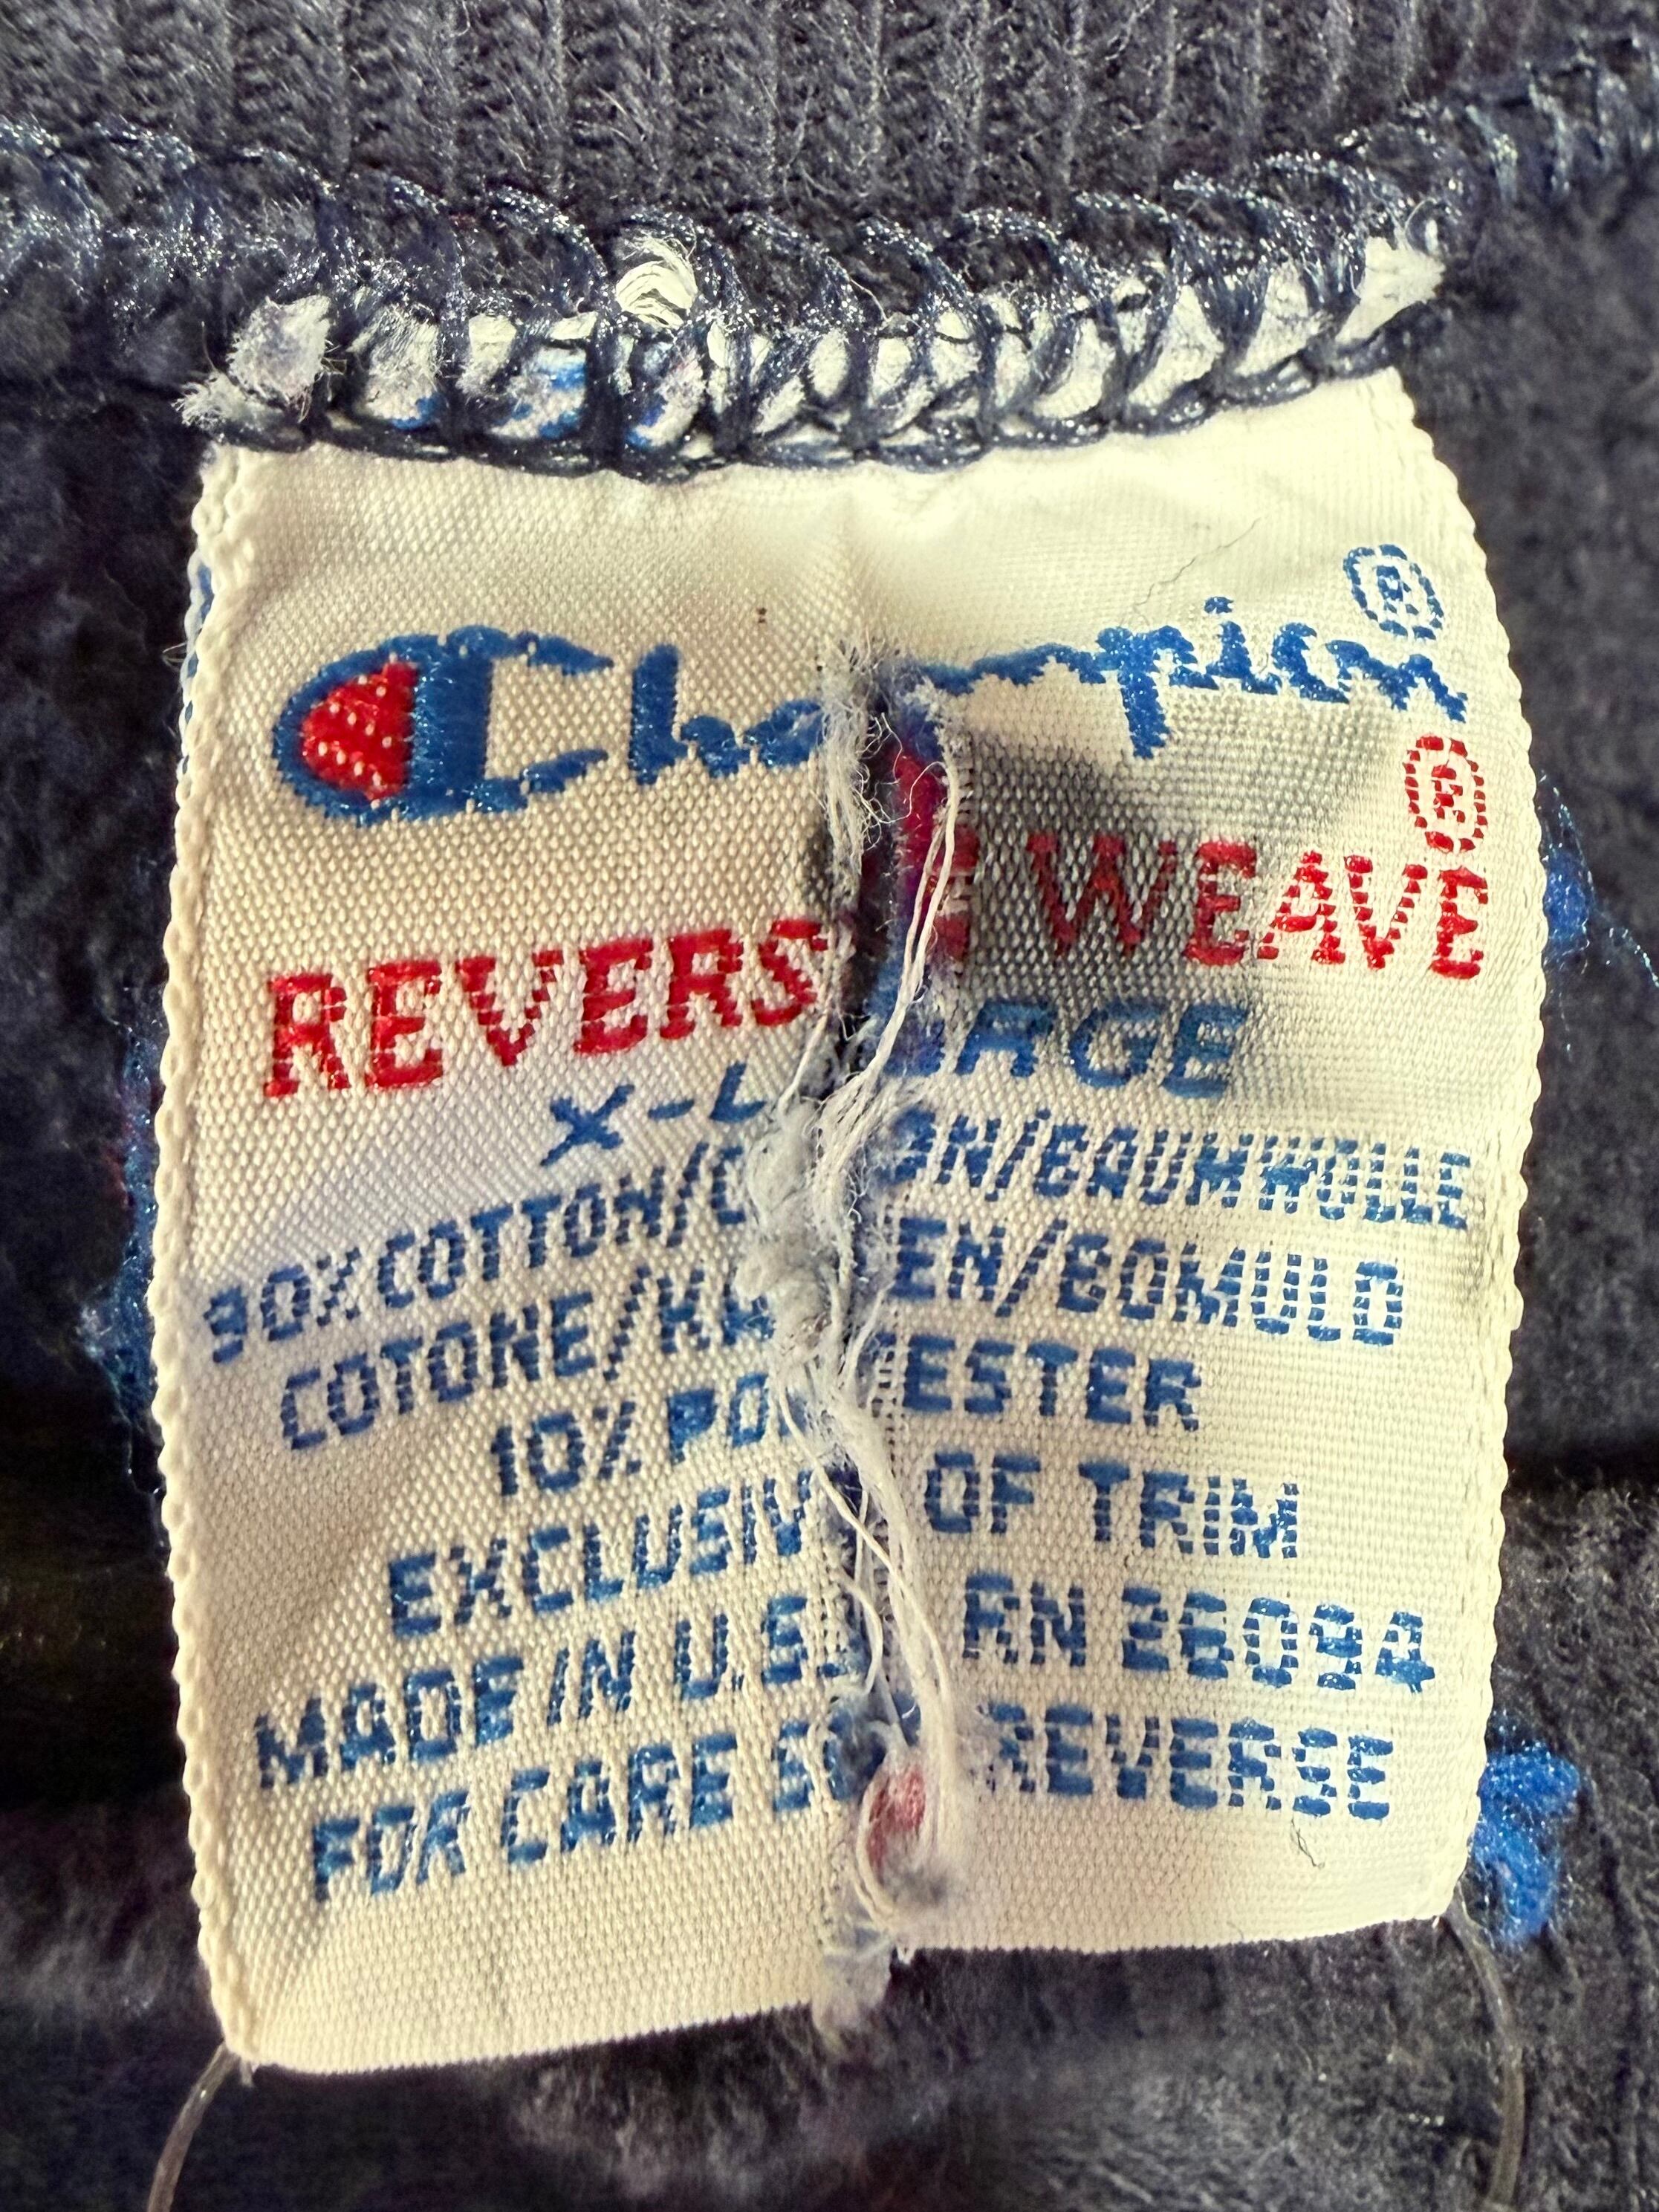 Champion®
REVERSE WEAVE®
X-LARGE
90%COTTON/COTON/BAUMWOLLE
COTONE/KATOEN/BOMULD
10% POLYESTER
EXCLUSIVE OF TRIM
MADE IN U.S.A. RN 26094
FOR CARE SEE REVERSE